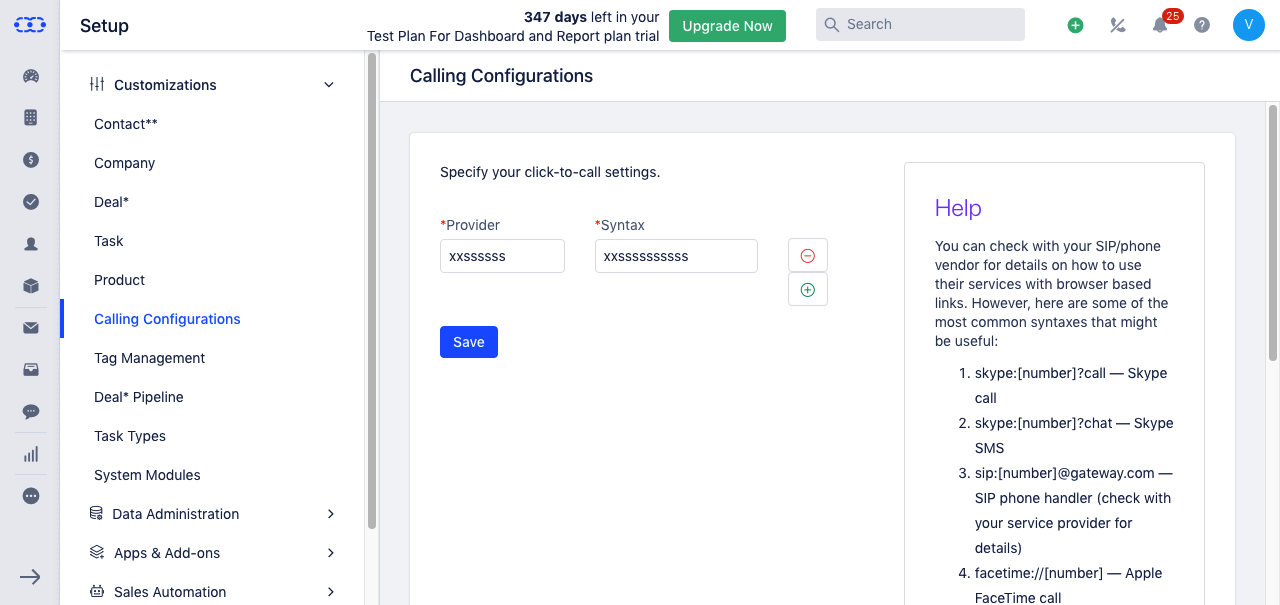 Setup
347 days left in your
Test Plan For Dashboard and Report plan trial
Upgrade Now
Search
25
V
Customizations
Contact**
Company
Deal*
Task
Product
Calling Configurations
Tag Management
Deal* Pipeline
Task Types
System Modules
Data Administration
Apps & Add-ons
Sales Automation
Calling Configurations
Specify your click-to-call settings.
*Provider
*Syntax
xxssssss
xxssssssssss
Save
Help
You can check with your SIP/phone
vendor for details on how to use
their services with browser based
links. However, here are some of the
most common syntaxes that might
be useful:
1. skype:[number]?call — Skype
call
2. skype:[number]?chat — Skype
SMS
3. sip:[number]@gateway.com —
SIP phone handler (check with
your service provider for
details)
4. facetime://[number] — Apple
FaceTime call